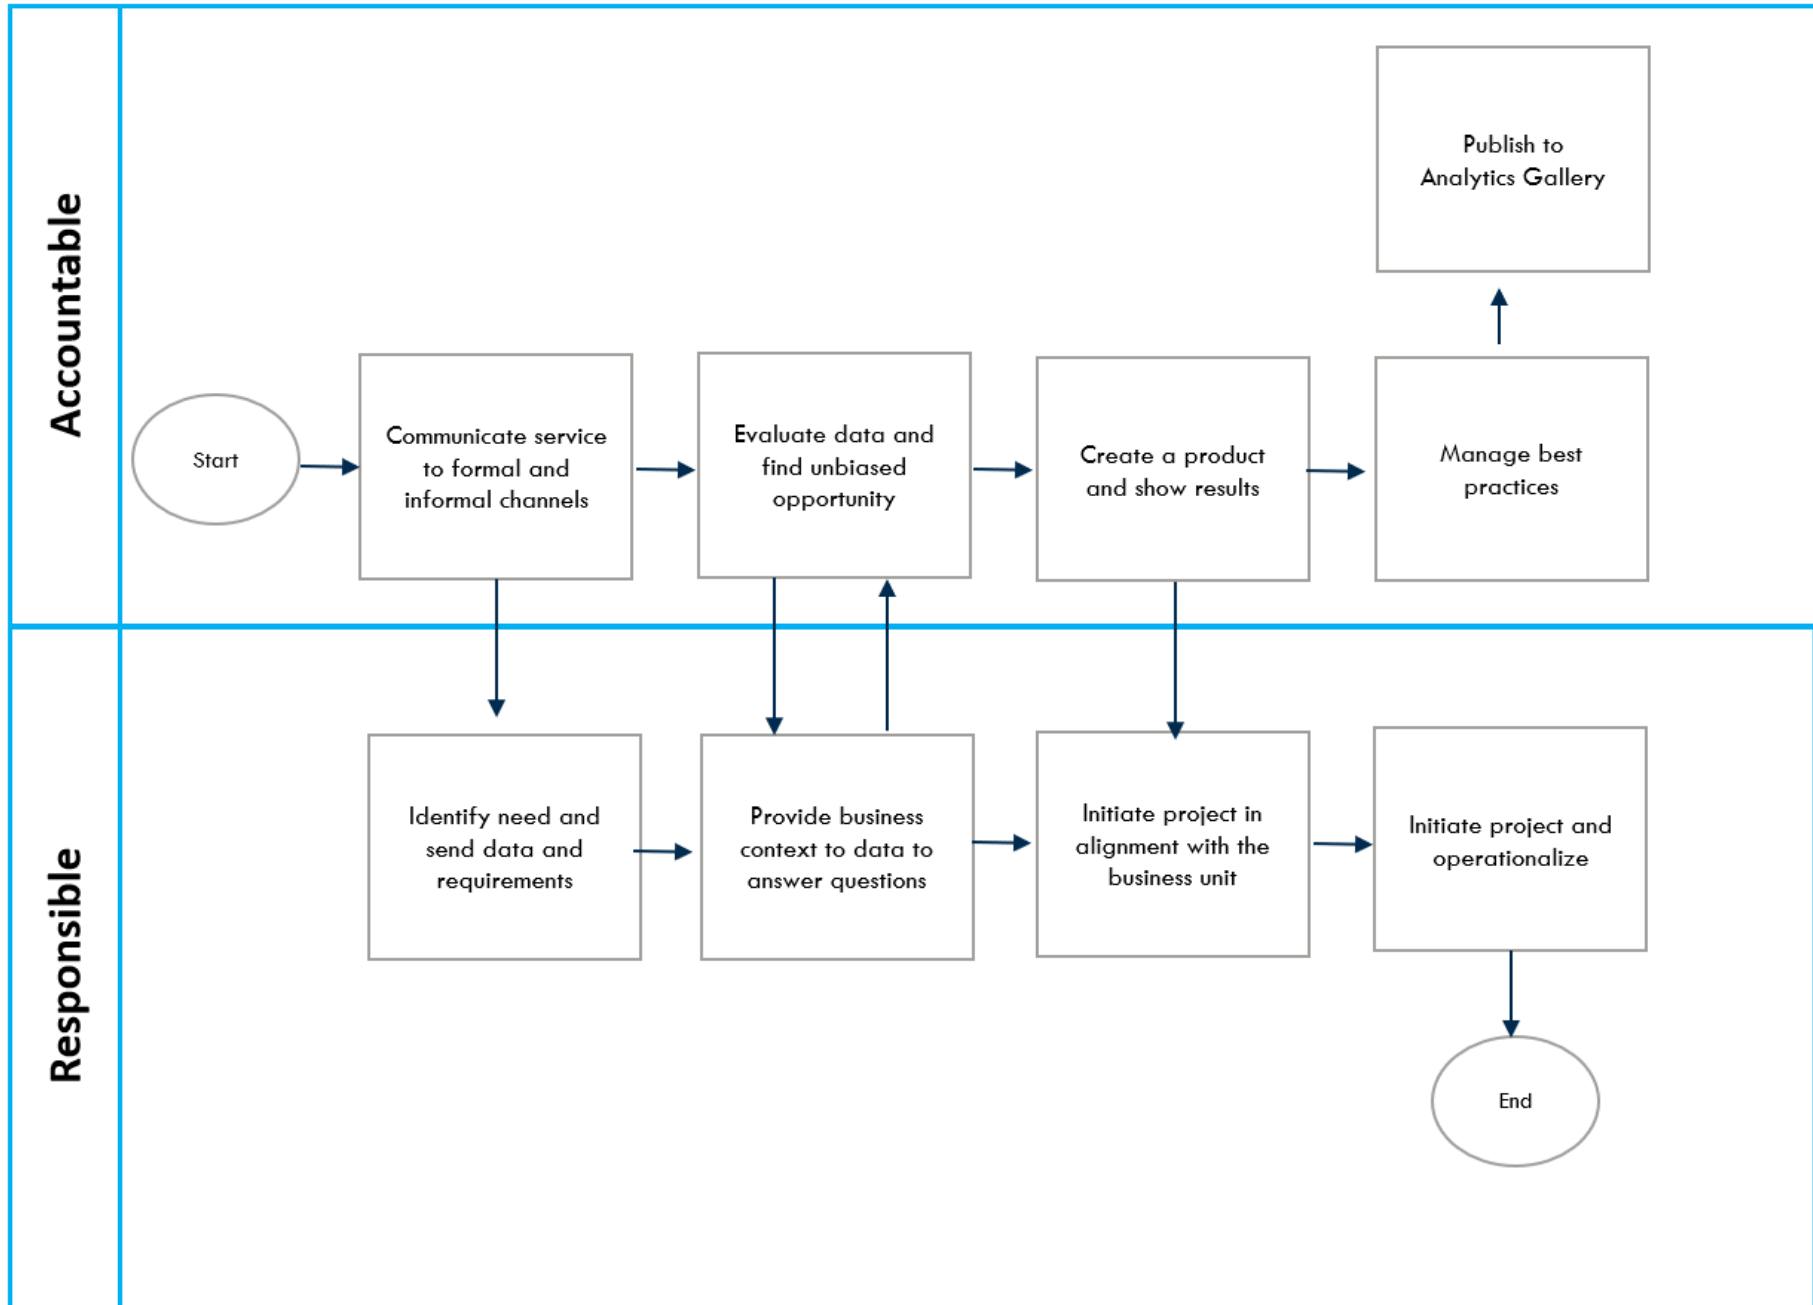 Accountable
Publish to
Analytics Gallery
Start
Communicate service
to formal and
informal channels
Evaluate data and
find unbiased
opportunity
Create a product
and show results
Manage best
practices
Responsible
Identify need and
send data and
requirements
Provide business
context to data to
answer questions
Initiate project in
alignment with the
business unit
Initiate project and
operationalize
End